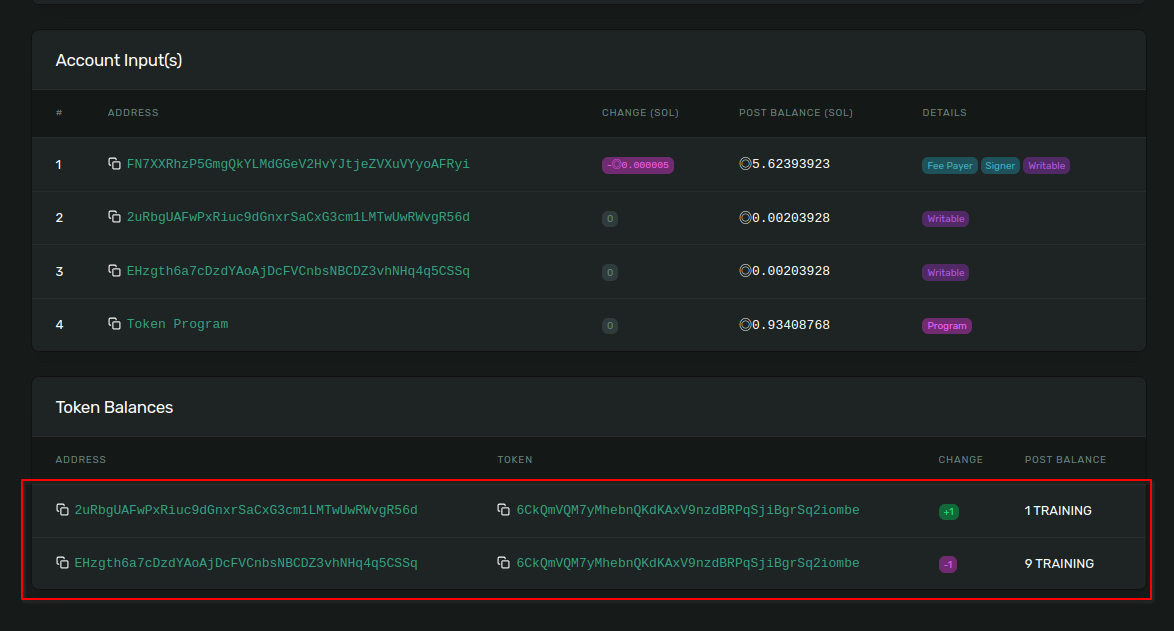 Account Input(s)
# ADDRESS CHANGE (SOL) POST BALANCE (SOL) DETAILS
1 FN7XXRhzP5GmgQkYLMdGGeV2HvYJtjeZVXuVYyoAFRyi -◎0.000005 ◎5.62393923 Fee Payer Signer Writable
2 2uRbgUAFwPxRiuc9dGnxrSaCxG3cm1LMTwUwRWvgR56d 0 ◎0.00203928 Writable
3 EHzgth6a7cDzdYAoAjDcFVCnbsNBCDZ3vhNHq4q5CSSq 0 ◎0.00203928 Writable
4 Token Program 0 ◎0.93408768 Program
Token Balances
ADDRESS TOKEN CHANGE POST BALANCE
2uRbgUAFwPxRiuc9dGnxrSaCxG3cm1LMTwUwRWvgR56d 6CkQmVQM7yMhebnQKdKAxV9nzdBRPqSjiBgrSq2iombe +1 1 TRAINING
EHzgth6a7cDzdYAoAjDcFVCnbsNBCDZ3vhNHq4q5CSSq 6CkQmVQM7yMhebnQKdKAxV9nzdBRPqSjiBgrSq2iombe -1 9 TRAINING